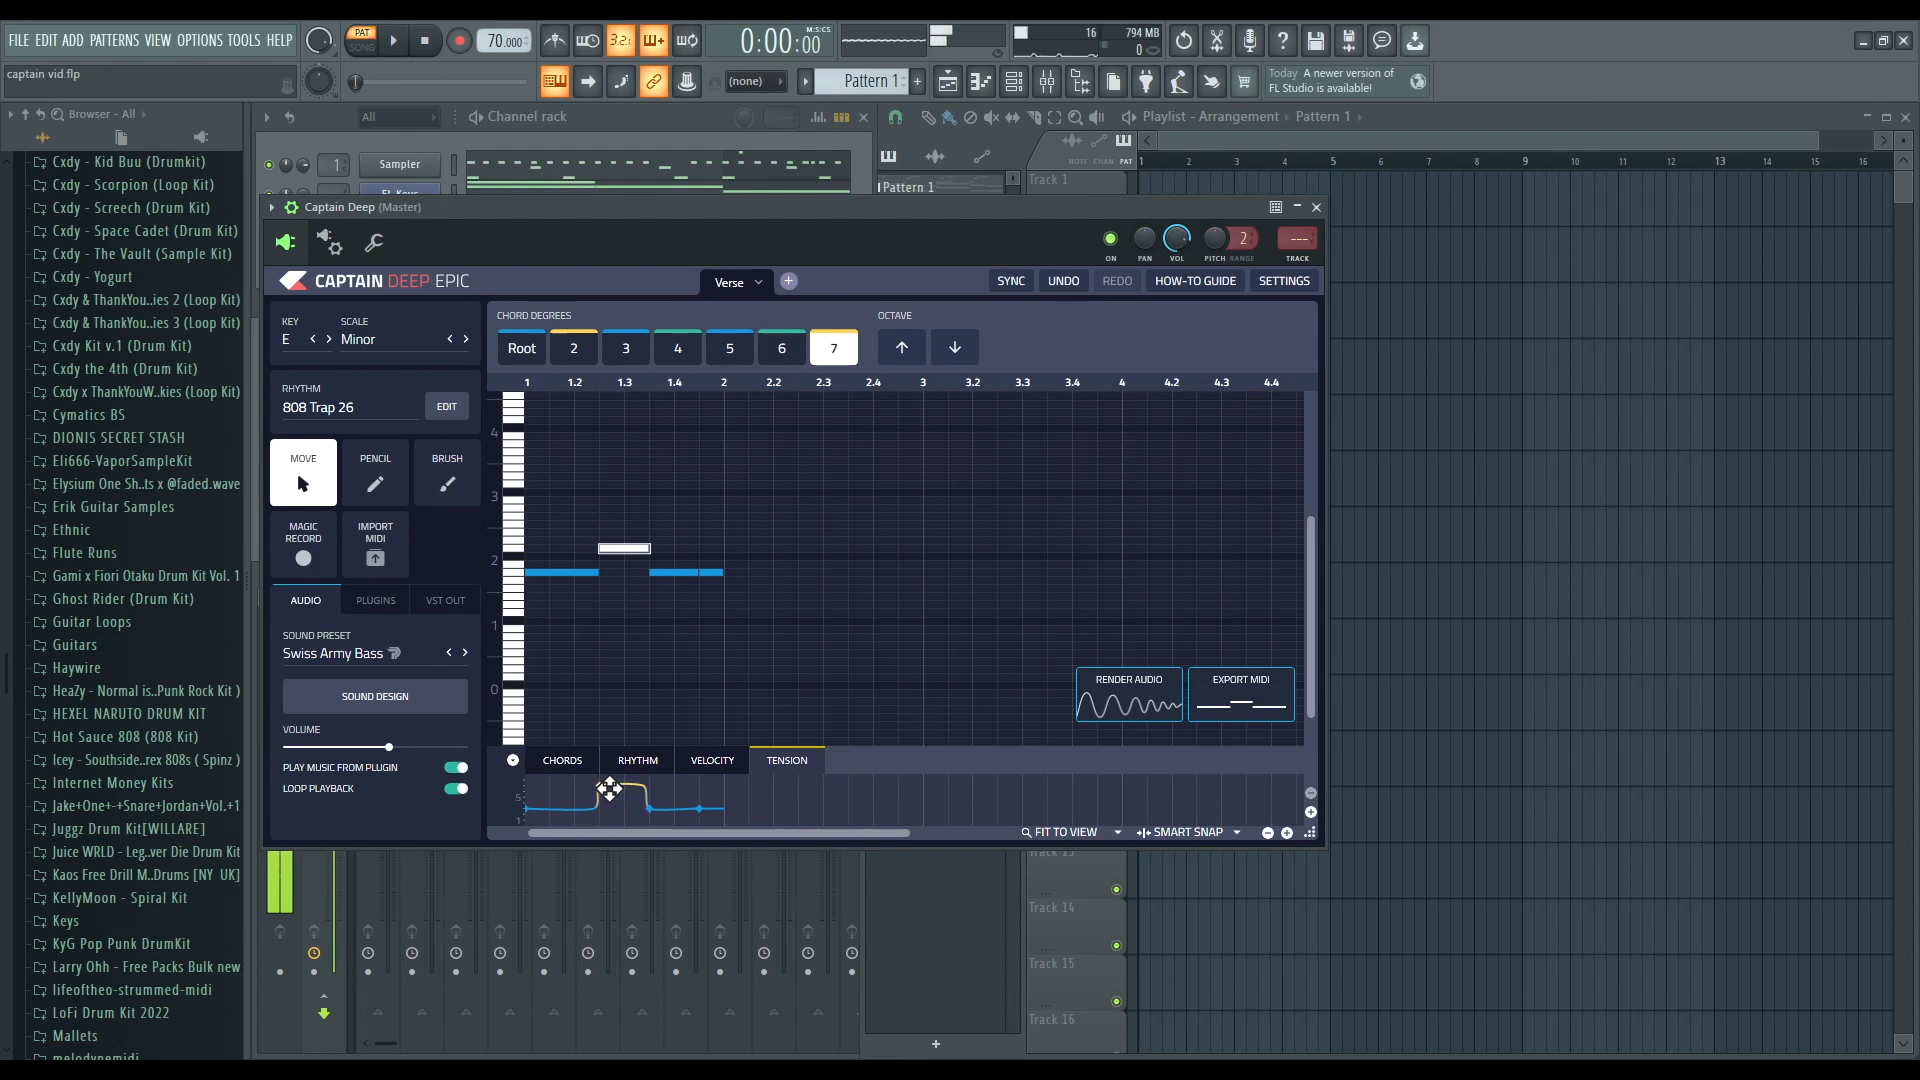 FILE EDIT ADD PATTERNS VIEW OPTIONS TOOLS HELP
PAT
SONG
70.000
3.2.
0:00:00
M:S:CS
16
794 MB
0
captain vid.flp
(none)
Pattern 1
Today A newer version of
FL Studio is available!
Browser - All
All
Channel rack
Playlist - Arrangement
Pattern 1
NOTE CHAN PAT
1 2 3 4 5 6 7 8 9 10 11 12 13 14 15 16
1
Sampler
FL Keys
Pattern 1
Track 1
Cxdy - Kid Buu (Drumkit)
Cxdy - Scorpion (Loop Kit)
Cxdy - Screech (Drum Kit)
Cxdy - Space Cadet (Drum Kit)
Cxdy - The Vault (Sample Kit)
Cxdy - Yogurt
Cxdy & ThankYou..ies 2 (Loop Kit)
Cxdy & ThankYou..ies 3 (Loop Kit)
Cxdy Kit v.1 (Drum Kit)
Cxdy the 4th (Drum Kit)
Cxdy x ThankYouW..kies (Loop Kit)
Cymatics BS
DIONIS SECRET STASH
Eli666-VaporSampleKit
Elysium One Sh..ts x @faded.wave
Erik Guitar Samples
Ethnic
Flute Runs
Gami x Fiori Otaku Drum Kit Vol. 1
Ghost Rider (Drum Kit)
Guitar Loops
Guitars
Haywire
HeaZy - Normal is..Punk Rock Kit )
HEXEL NARUTO DRUM KIT
Hot Sauce 808 (808 Kit)
Icey - Southside..rex 808s ( Spinz )
Internet Money Kits
Jake+One+-+Snare+Jordan+Vol.+1
Juggz Drum Kit[WILLARE]
Juice WRLD - Leg..ver Die Drum Kit
Kaos Free Drill M..Drums [NY UK]
KellyMoon - Spiral Kit
Keys
KyG Pop Punk DrumKit
Larry Ohh - Free Packs Bulk new
lifeoftheo-strummed-midi
LoFi Drum Kit 2022
Mallets
melodynemidi
Captain Deep (Master)
ON PAN VOL PITCH RANGE TRACK
2
---
CAPTAIN DEEP EPIC
Verse
SYNC
UNDO
REDO
HOW-TO GUIDE
SETTINGS
KEY
E
SCALE
Minor
RHYTHM
808 Trap 26
EDIT
MOVE
PENCIL
BRUSH
MAGIC RECORD
IMPORT MIDI
AUDIO
PLUGINS
VST OUT
SOUND PRESET
Swiss Army Bass
SOUND DESIGN
VOLUME
PLAY MUSIC FROM PLUGIN
LOOP PLAYBACK
CHORD DEGREES
Root 2 3 4 5 6 7
OCTAVE
1 1.2 1.3 1.4 2 2.2 2.3 2.4 3 3.2 3.3 3.4 4 4.2 4.3 4.4
4
3
2
1
0
RENDER AUDIO
EXPORT MIDI
CHORDS
RHYTHM
VELOCITY
TENSION
5
1
FIT TO VIEW
SMART SNAP
Track 13
Track 14
Track 15
Track 16